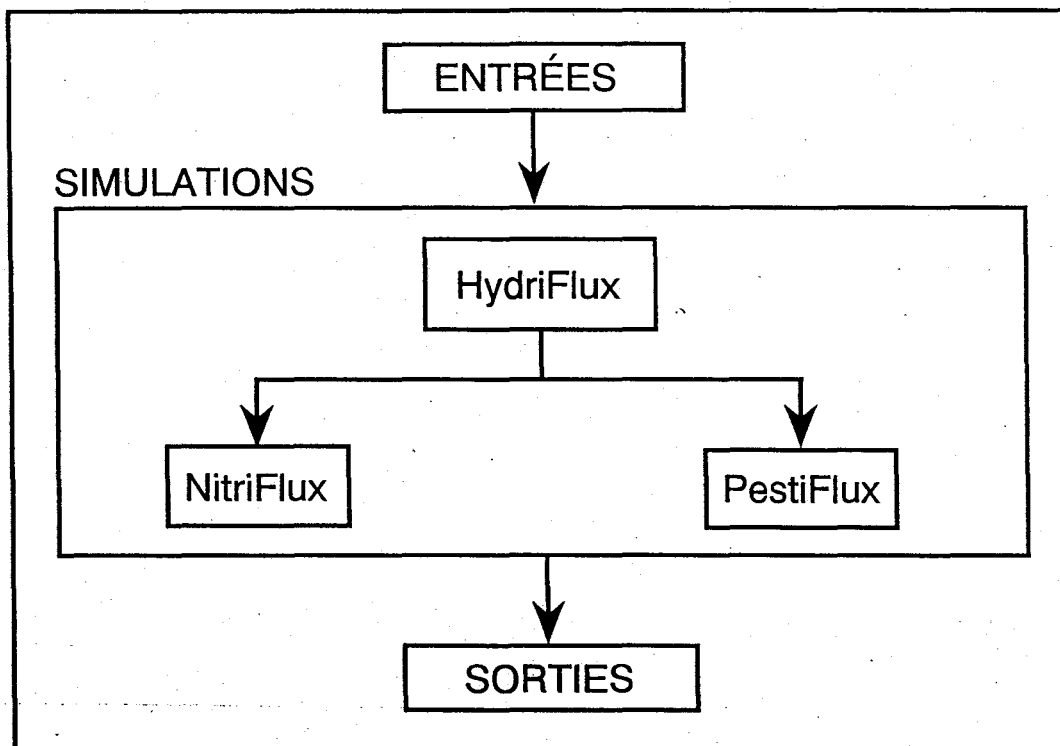 ENTRÉES
SIMULATIONS
HydriFlux
NitriFlux
PestiFlux
SORTIES